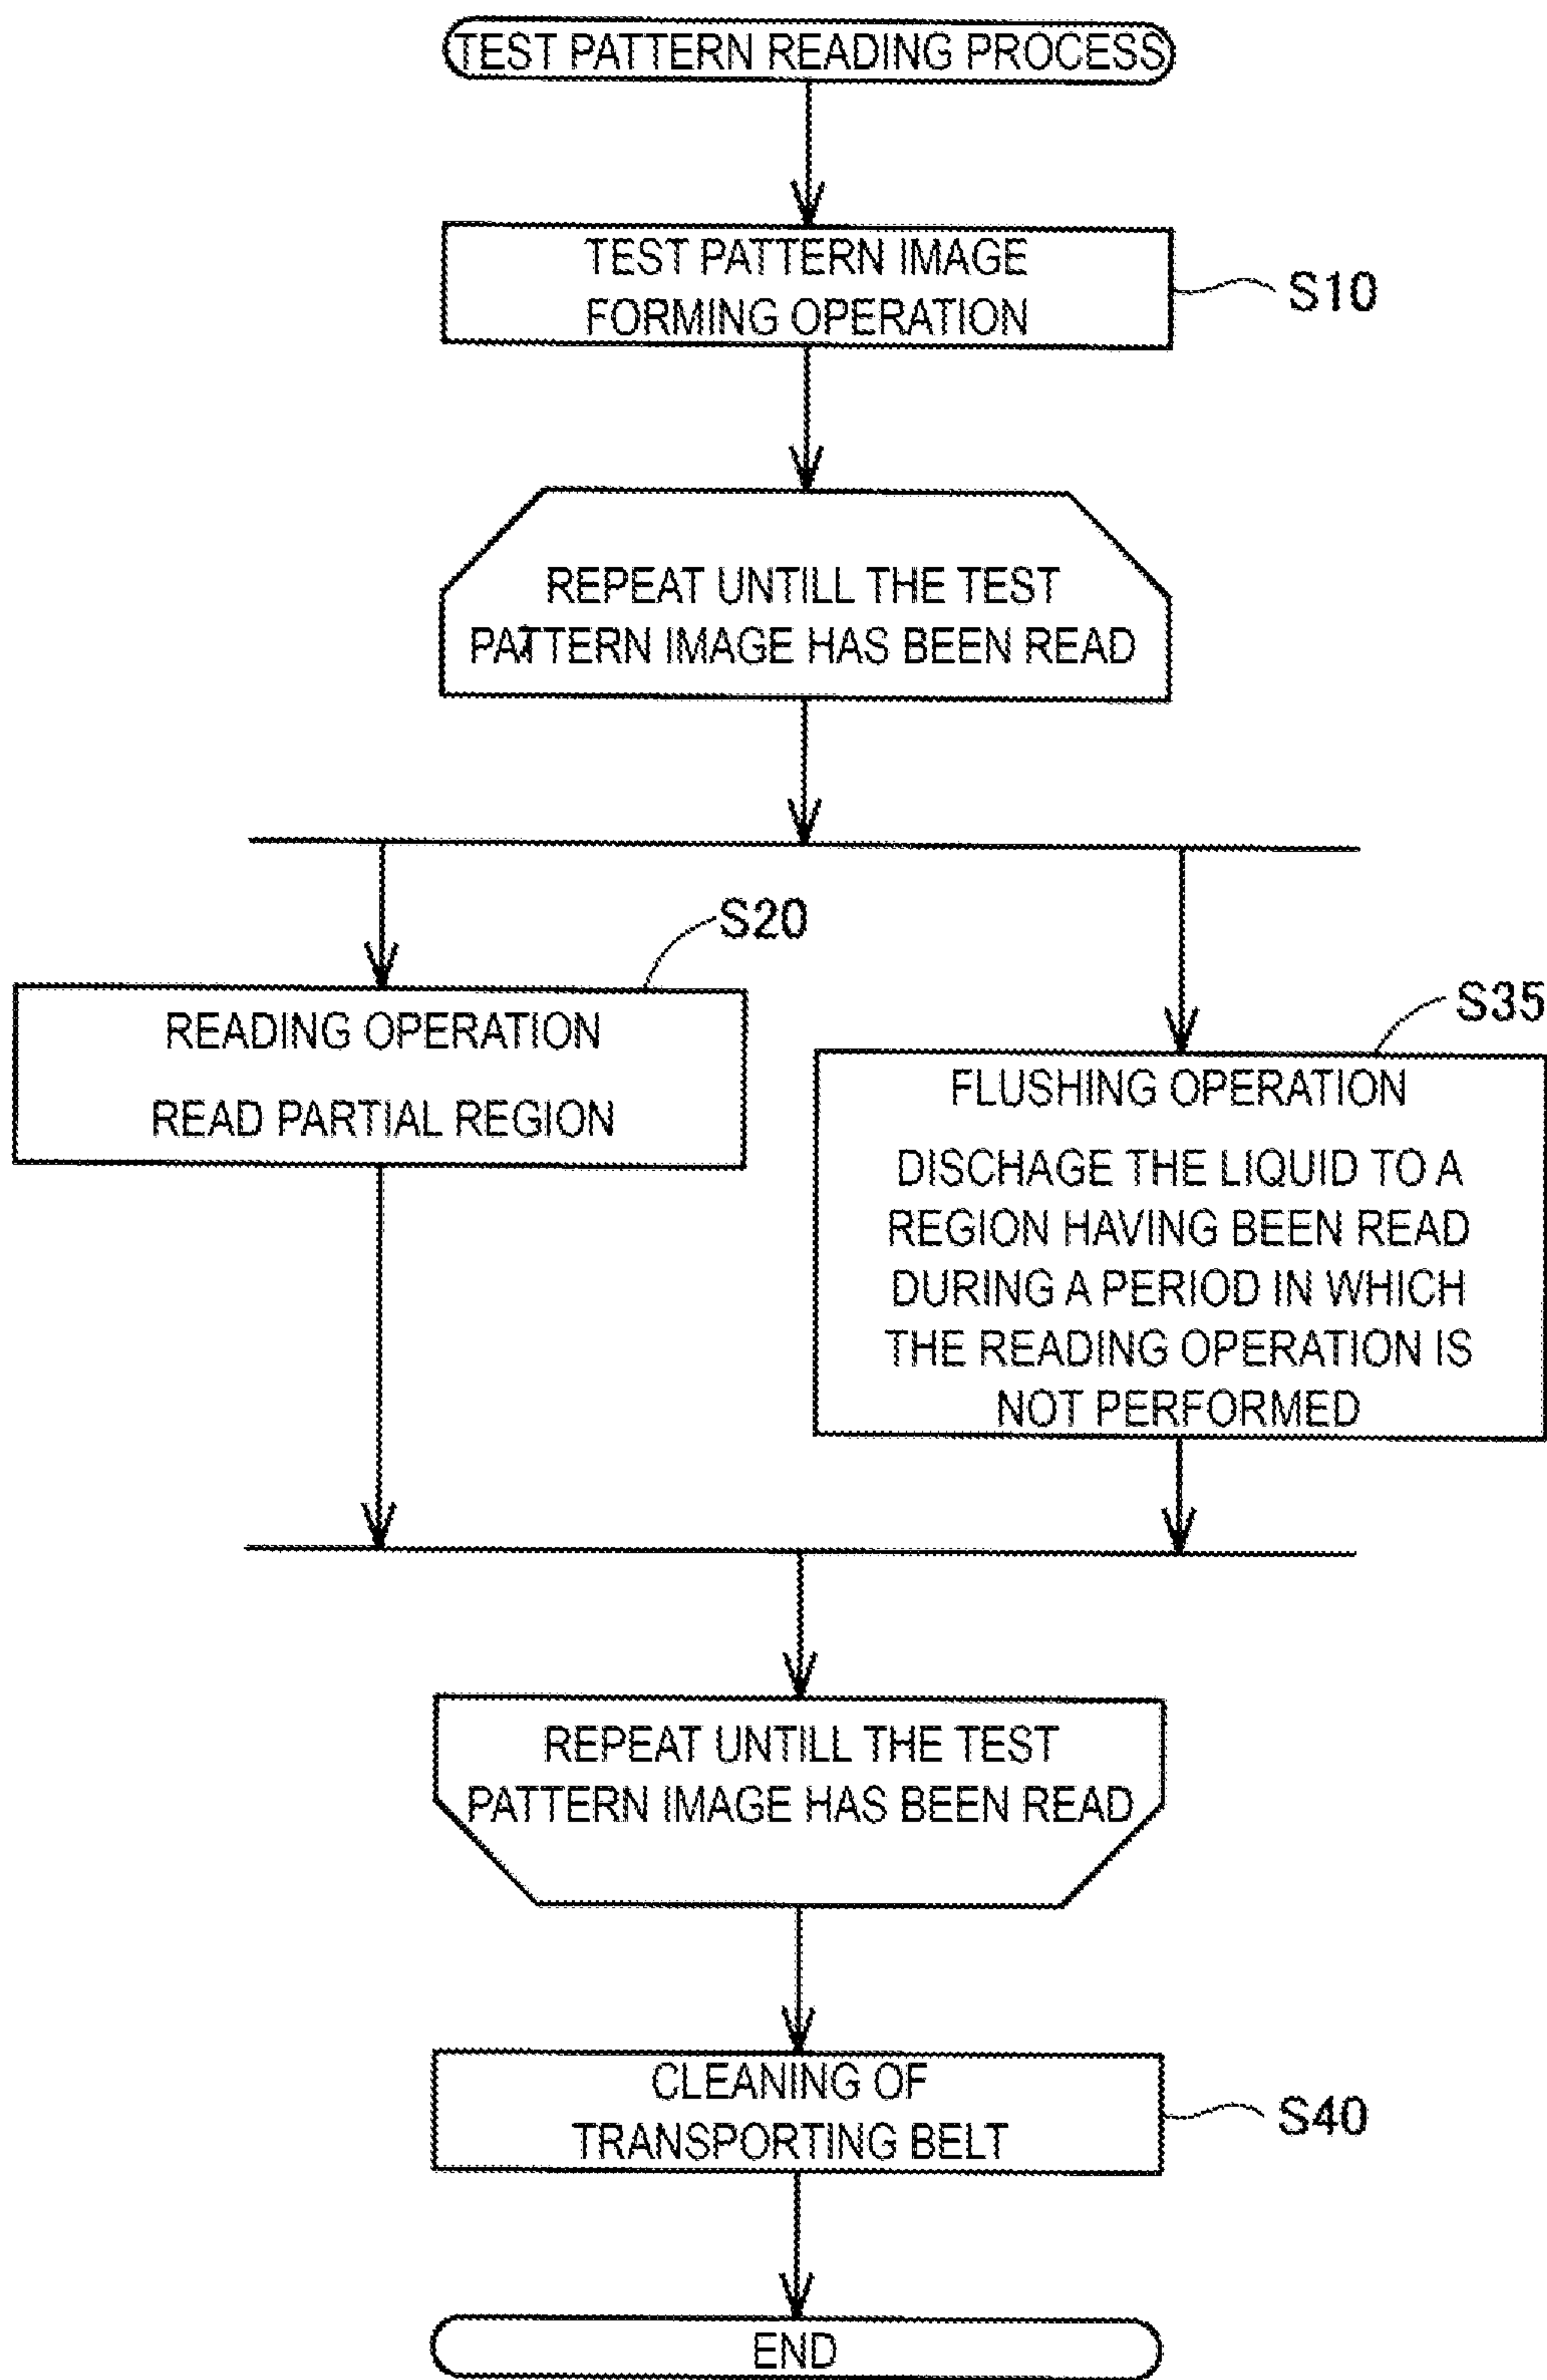 TEST PATTERN READING PROCESS
TEST PATTERN IMAGE
FORMING OPERATION
S10
REPEAT UNTILL THE TEST
PATTERN IMAGE HAS BEEN READ
S20
READING OPERATION
READ PARTIAL REGION
S35
FLUSHING OPERATION
DISCHAGE THE LIQUID TO A
REGION HAVING BEEN READ
DURING A PERIOD IN WHICH
THE READING OPERATION IS
NOT PERFORMED
REPEAT UNTILL THE TEST
PATTERN IMAGE HAS BEEN READ
CLEANING OF
TRANSPORTING BELT
S40
END